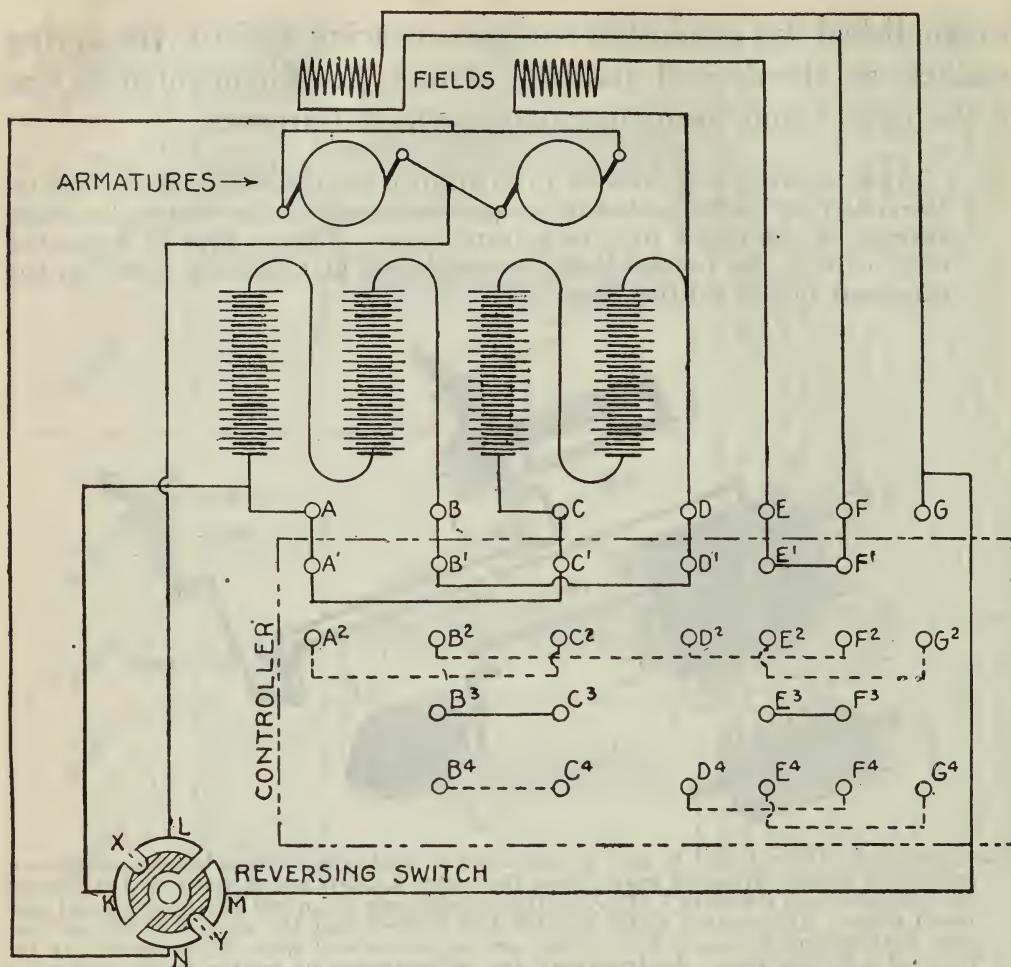 FIELDS
ARMATURES
A B C D E F G
A' B' C' D' E' F'
A² B² C² D² E² F² G²
B³ C³ E³ F³
B⁴ C⁴ D⁴ E⁴ F⁴ G⁴
CONTROLLER
L
X
REVERSING SWITCH
K M
Y
N